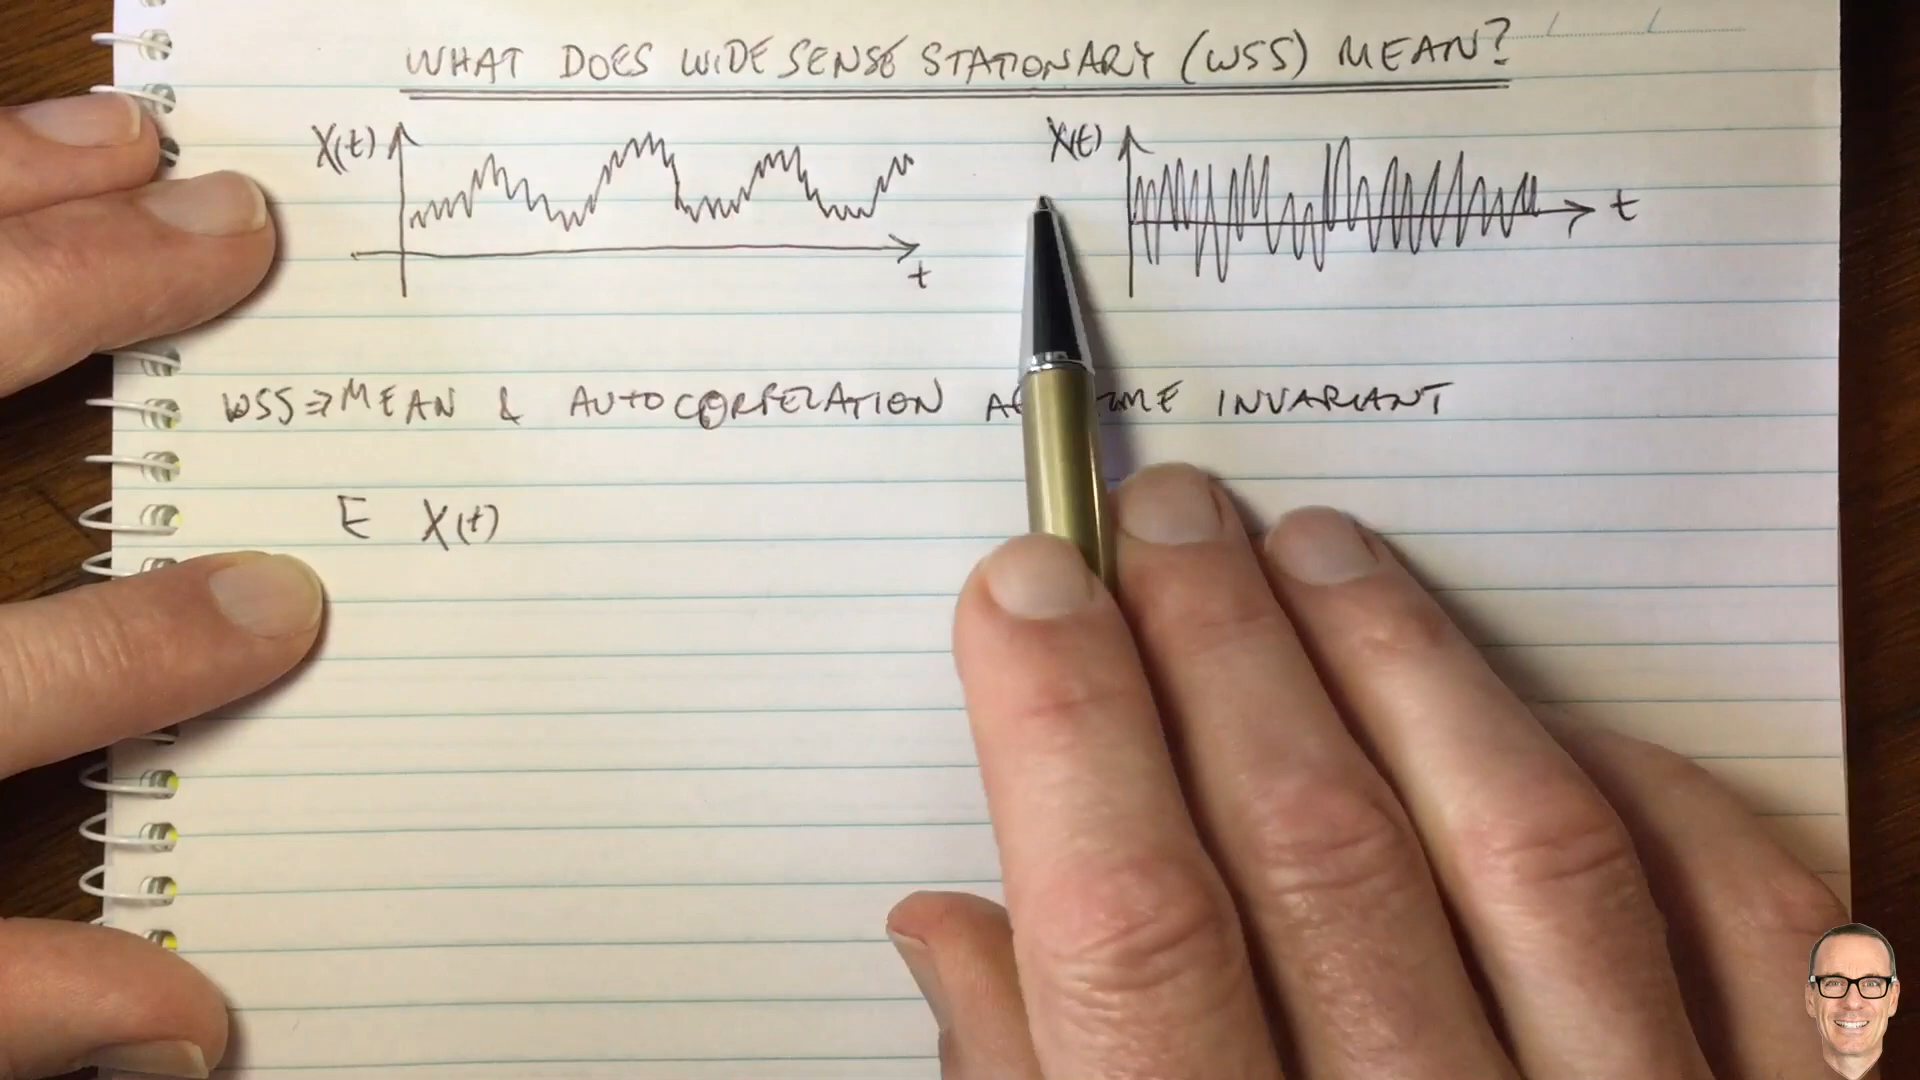 WHAT DOES WIDE SENSE STATIONARY (WSS) MEAN?
X(t)
t
X(t)
t
WSS⇒MEAN & AUTOCORRELATION INVARIANT
E X(t)